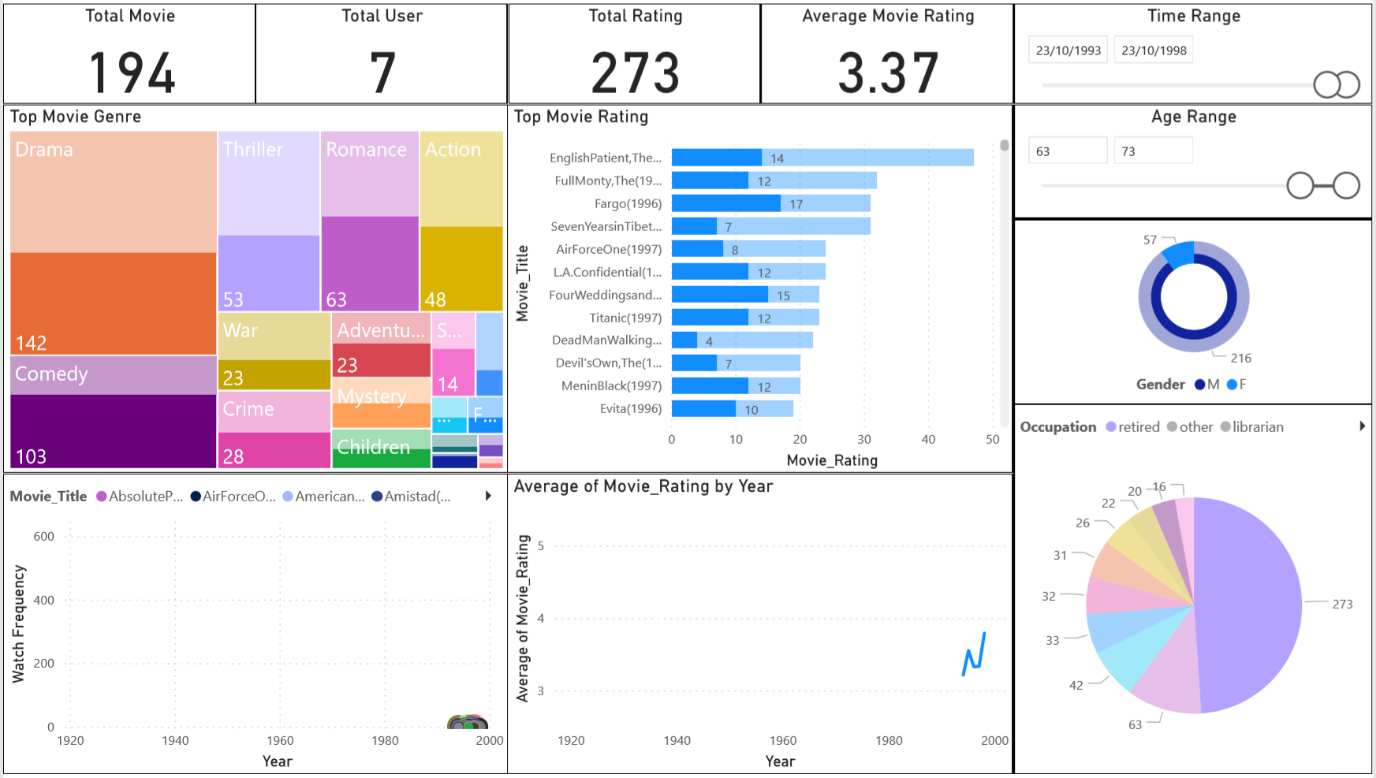 Total Movie
194
Total User
7
Total Rating
273
Average Movie Rating
3.37
Time Range
23/10/1993 23/10/1998
Age Range
63 73
Top Movie Genre
Drama
142
Comedy
103
Thriller
53
Romance
63
Action
48
War
23
Crime
28
Adventu...
23
Mystery
Children
S...
14
...
F...
Top Movie Rating
Movie_Title
EnglishPatient,The... 14
FullMonty,The(19... 12
Fargo(1996) 17
SevenYearsinTibet... 7
AirForceOne(1997) 8
L.A.Confidential(1... 12
FourWeddingsand... 15
Titanic(1997) 12
DeadManWalking... 4
Devil'sOwn,The(1... 7
MeninBlack(1997) 12
Evita(1996) 10
0 10 20 30 40 50
Movie_Rating
57
216
Gender M F
Occupation retired other librarian
16
20
22
26
31
32
33
42
63
273
Movie_Title AbsoluteP... AirForceO... American... Amistad(...
Watch Frequency
600
400
200
0
1920 1940 1960 1980 2000
Year
Average of Movie_Rating by Year
Average of Movie_Rating
5
4
3
1920 1940 1960 1980 2000
Year